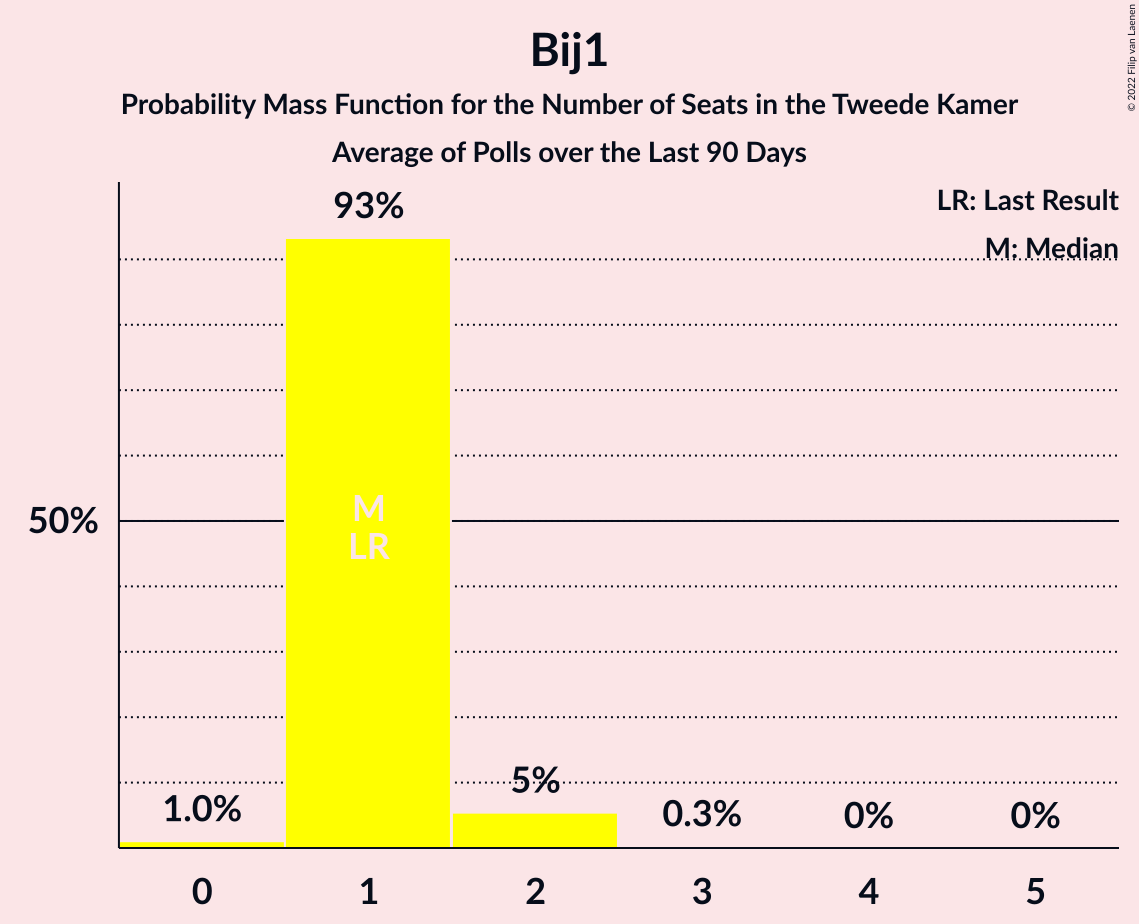 Bij1
Probability Mass Function for the Number of Seats in the Tweede Kamer
Average of Polls over the Last 90 Days
© 2022 Filip van Laenen
LR: Last Result
M: Median
93%
50%
M
LR
1.0%
5%
0.3%
0%
0%
0
1
2
3
4
5